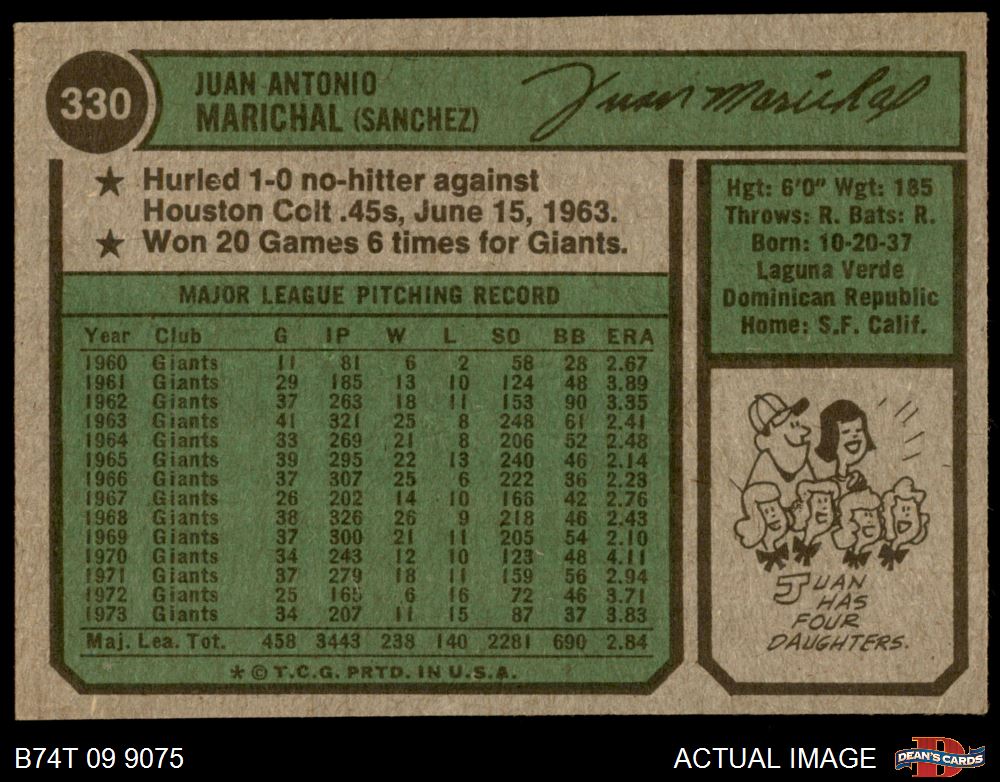 330
JUAN ANTONIO
MARICHAL (SANCHEZ)
Juan Marichal
★ Hurled 1-0 no-hitter against
Houston Colt .45s, June 15, 1963.
★ Won 20 Games 6 times for Giants.
MAJOR LEAGUE PITCHING RECORD
Year Club G IP W L SO BB ERA
1960 Giants 11 81 6 2 58 28 2.67
1961 Giants 29 185 13 10 124 48 3.89
1962 Giants 37 263 18 11 153 90 3.35
1963 Giants 41 321 25 8 248 61 2.41
1964 Giants 33 269 21 8 206 52 2.48
1965 Giants 39 295 22 13 240 46 2.14
1966 Giants 37 307 25 6 222 36 2.23
1967 Giants 26 202 14 10 166 42 2.76
1968 Giants 38 326 26 9 218 46 2.43
1969 Giants 37 300 21 11 205 54 2.10
1970 Giants 34 243 12 10 123 48 4.11
1971 Giants 37 279 18 11 159 56 2.94
1972 Giants 25 165 6 16 72 46 3.71
1973 Giants 34 207 11 15 87 37 3.83
Maj. Lea. Tot. 458 3443 238 140 2281 690 2.84
* © T.C.G. PRTD. IN U.S.A.
Hgt: 6'0" Wgt: 185
Throws: R. Bats: R.
Born: 10-20-37
Laguna Verde
Dominican Republic
Home: S.F. Calif.
JUAN
HAS
FOUR
DAUGHTERS.
B74T 09 9075
ACTUAL IMAGE
D
DEAN'S CARDS